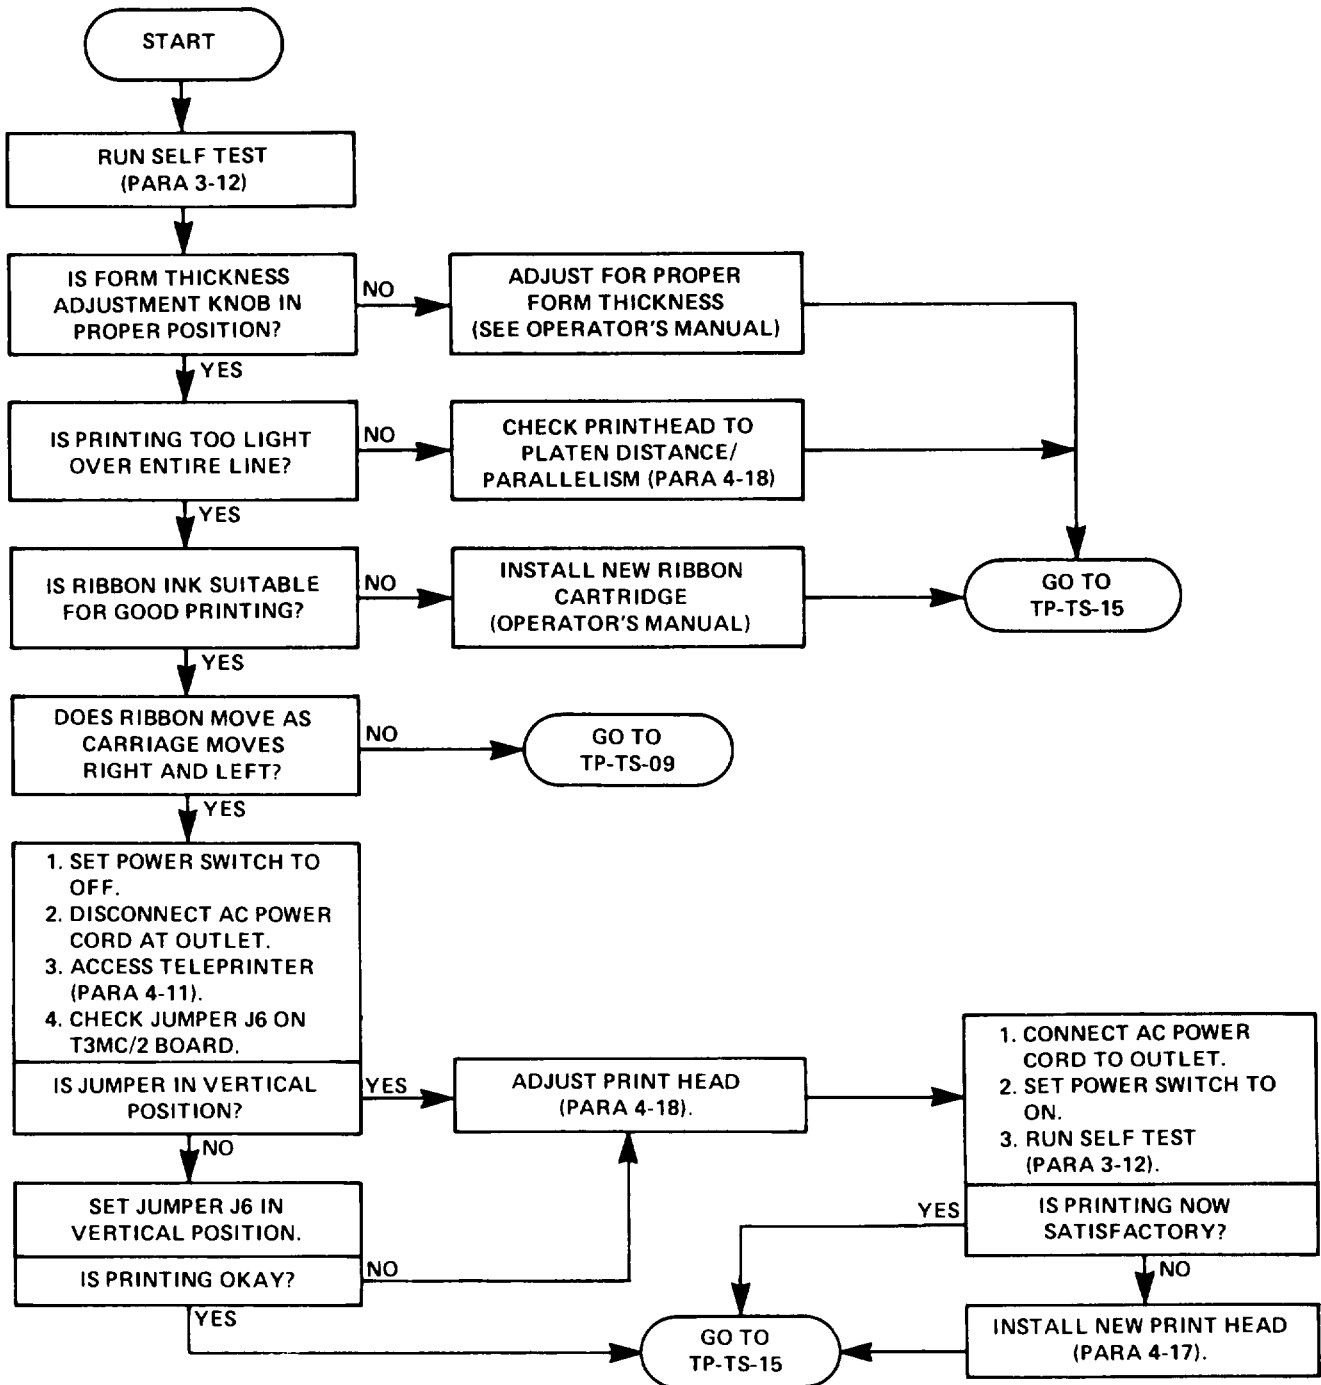 START
RUN SELF TEST
(PARA 3-12)
IS FORM THICKNESS
ADJUSTMENT KNOB IN
PROPER POSITION?
NO
ADJUST FOR PROPER
FORM THICKNESS
(SEE OPERATOR'S MANUAL)
YES
IS PRINTING TOO LIGHT
OVER ENTIRE LINE?
NO
CHECK PRINTHEAD TO
PLATEN DISTANCE/
PARALLELISM (PARA 4-18)
YES
IS RIBBON INK SUITABLE
FOR GOOD PRINTING?
NO
INSTALL NEW RIBBON
CARTRIDGE
(OPERATOR'S MANUAL)
GO TO
TP-TS-15
YES
DOES RIBBON MOVE AS
CARRIAGE MOVES
RIGHT AND LEFT?
NO
GO TO
TP-TS-09
YES
1. SET POWER SWITCH TO
OFF.
2. DISCONNECT AC POWER
CORD AT OUTLET.
3. ACCESS TELEPRINTER
(PARA 4-11).
4. CHECK JUMPER J6 ON
T3MC/2 BOARD.
IS JUMPER IN VERTICAL
POSITION?
YES
ADJUST PRINT HEAD
(PARA 4-18).
1. CONNECT AC POWER
CORD TO OUTLET.
2. SET POWER SWITCH TO
ON.
3. RUN SELF TEST
(PARA 3-12).
IS PRINTING NOW
SATISFACTORY?
NO
SET JUMPER J6 IN
VERTICAL POSITION.
IS PRINTING OKAY?
NO
YES
YES
NO
GO TO
TP-TS-15
INSTALL NEW PRINT HEAD
(PARA 4-17).